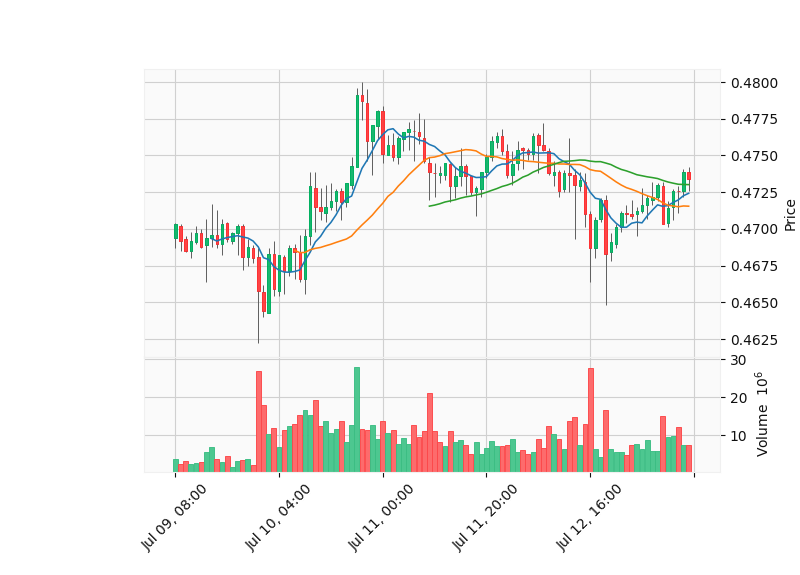 0.4800
0.4775
0.4750
0.4725
0.4700
0.4675
0.4650
0.4625
Price
30
20
10
Volume 10^6
Jul 09, 08:00
Jul 10, 04:00
Jul 11, 00:00
Jul 11, 20:00
Jul 12, 16:00